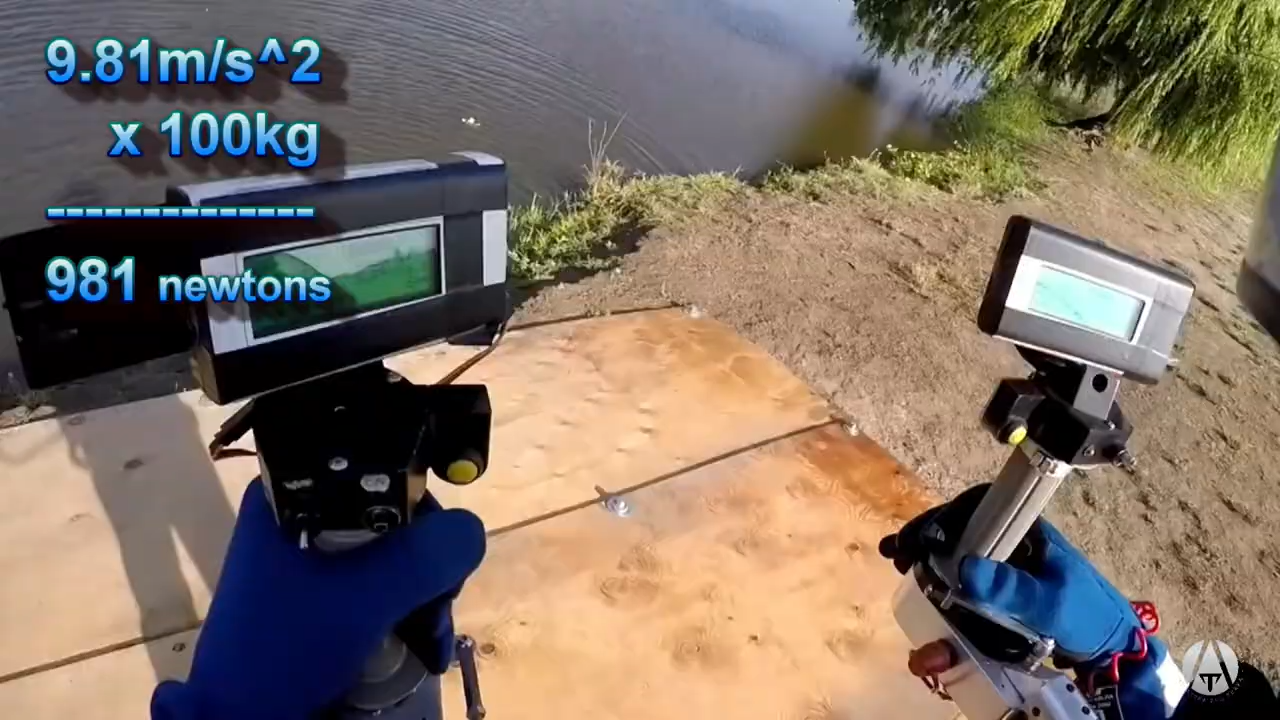 9.81m/s^2
x 100kg
--------------
981 newtons